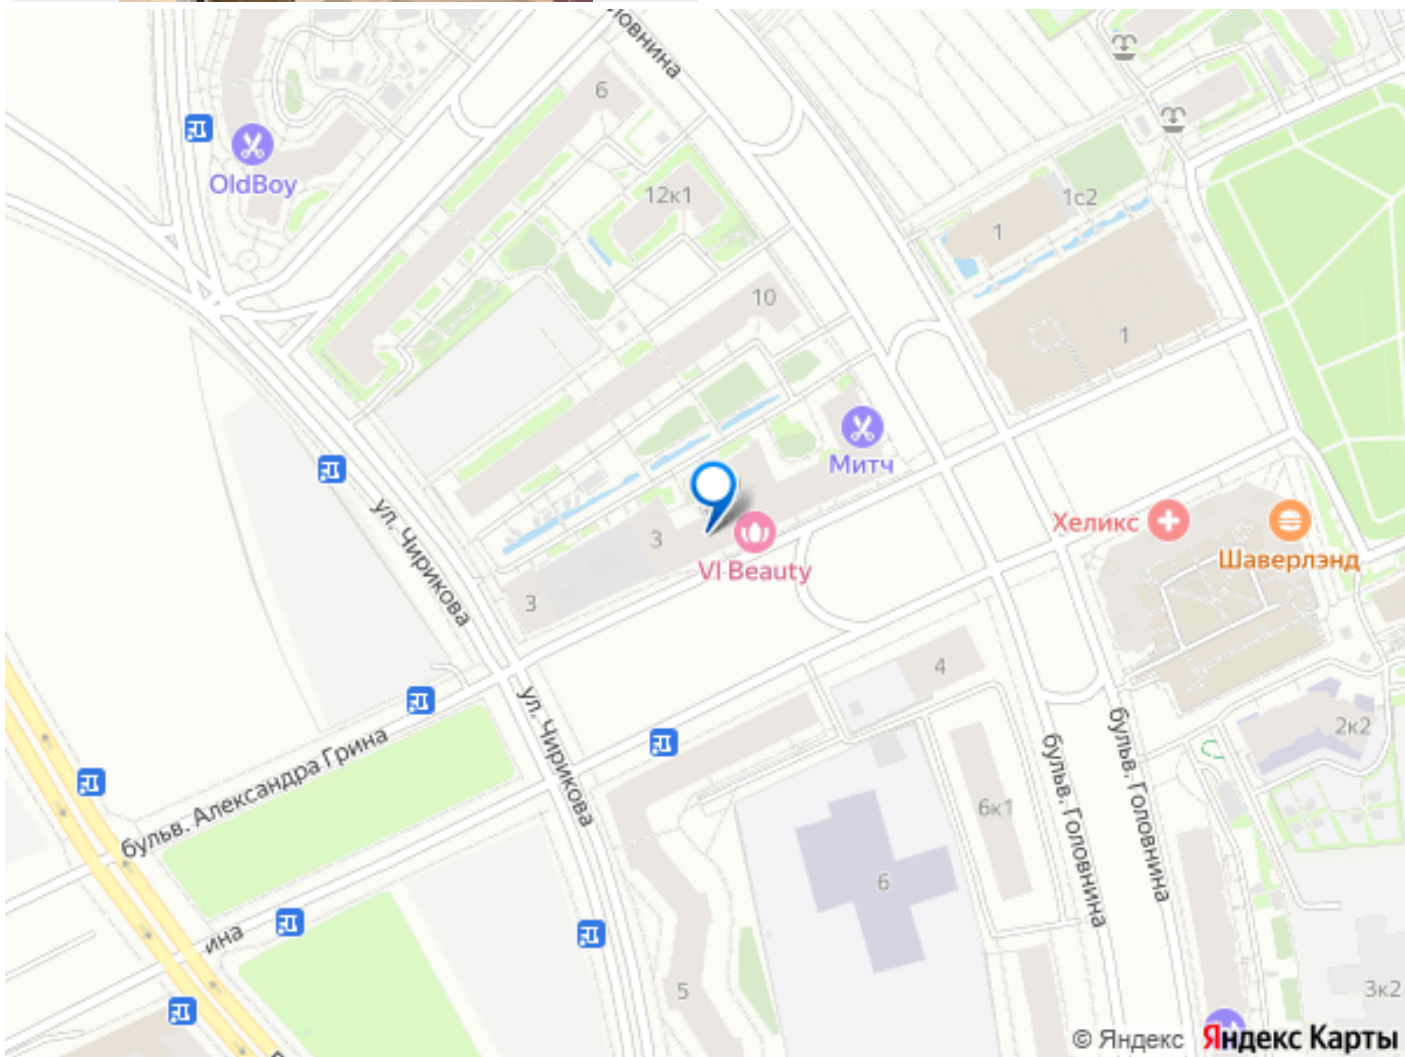 ловнина
6
OldBoy
12к1
1с2
1
10
1
Митч
ул. Чирикова
Хеликс
Шаверлэнд
3
VI Beauty
3
4
ул. Чирикова
бульв. Александра Грина
бульв. Головнина
бульв. Головнина
2к2
6к1
6
ина
5
3к2
© Яндекс Яндекс Карты